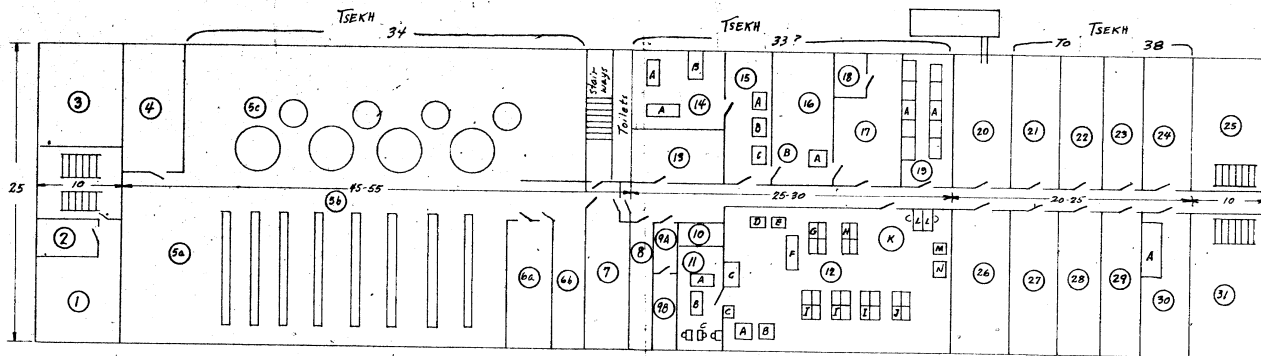 TSEKH
34
TSEKH
33?
TO TSEKH 38
3
4
5c
Stair-
ways
Toilets
A
B
A
14
15
A
B
C
16
B
A
18
17
A
A
19
20
21
22
23
24
25
13
25
10
45-55
25-30
20-25
10
5b
2
1
5a
6a
6b
7
8
9A
9B
10
11
A
B
C
C
C
A
B
D
E
F
G
H
K
L
L
M
N
12
I
I
I
J
26
27
28
29
A
30
31